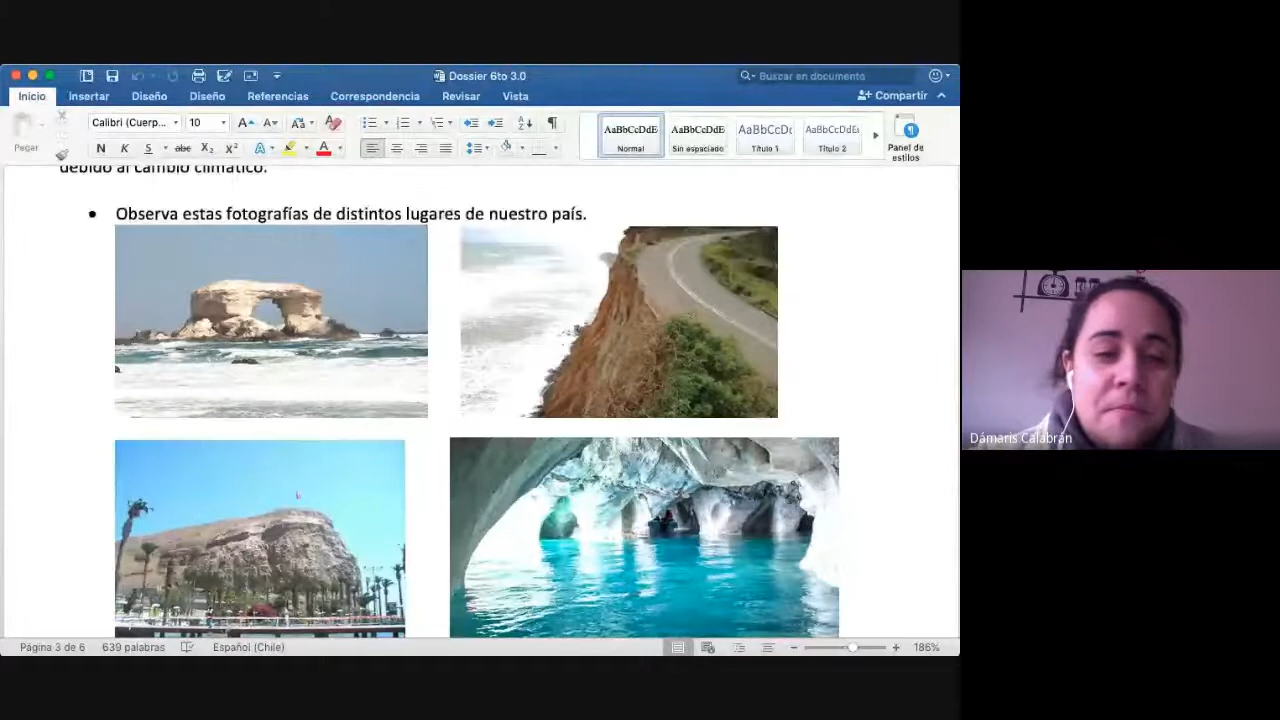 Dossier 6to 3.0
Buscar en documento
Inicio Insertar Diseño Diseño Referencias Correspondencia Revisar Vista
Compartir
Pegar
Calibri (Cuerp... 10
N K S abc X₂ X²
AaBbCcDdE AaBbCcDdE AaBbCcDc AaBbCcDdE
Normal Sin espaciado Título 1 Título 2
Panel de
estilos
debido al cambio climático.
• Observa estas fotografías de distintos lugares de nuestro país.
Dámaris Calabrán
Página 3 de 6 639 palabras Español (Chile) 186%